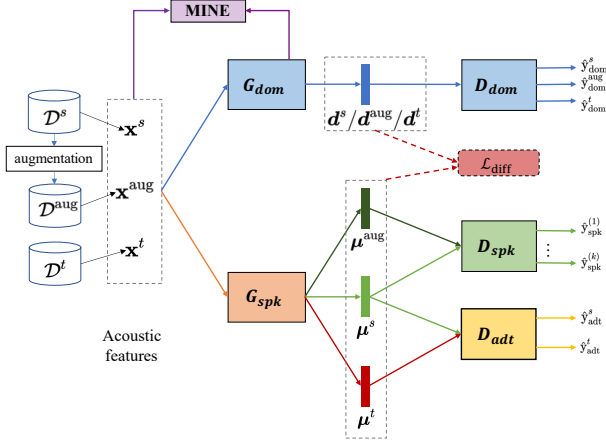 MINE
G_dom
D_dom
ŷ^s_dom
ŷ^aug_dom
ŷ^t_dom
D^s
x^s
d^s/d^aug/d^t
augmentation
L_diff
D^aug
x^aug
μ^aug
D_spk
ŷ^(1)_spk
⋮
ŷ^(k)_spk
D^t
x^t
G_spk
μ^s
D_adt
ŷ^s_adt
ŷ^t_adt
Acoustic
features
μ^t